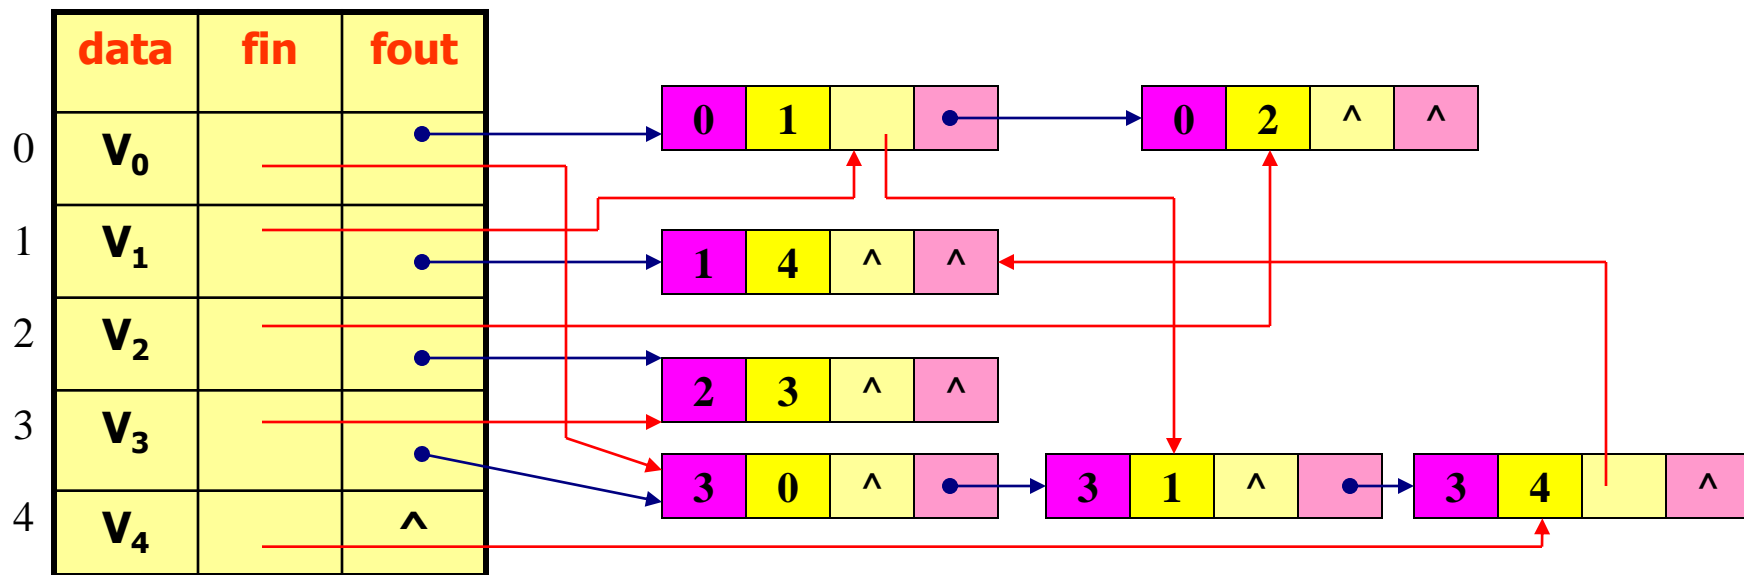 data fin fout
0 V0 0 1 0 2 ^ ^
1 V1 1 4 ^ ^
2 V2 2 3 ^ ^
3 V3 3 0 ^ 3 1 ^ 3 4 ^
4 V4 ^